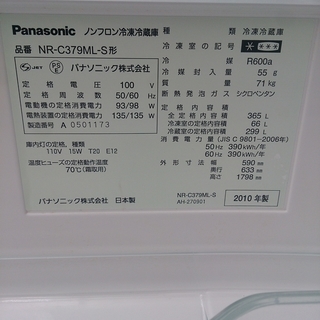 Panasonic ノンフロン冷凍冷蔵庫
品番 NR-C379ML-S形
JET PSE パナソニック株式会社
定格電圧 100 V
定格周波数 50/60 Hz
電動機の定格消費電力 93/98 W
電熱装置の定格消費電力 135/135 W
製造番号 A 0501173
庫内灯の定格、種類
110V 15W T20 E12
温度ヒューズの定格動作温度
70℃(霜取用)
パナソニック株式会社 日本製
冷凍室の記号 ****
冷媒 R600a
冷媒封入量 55 g
質量 71 kg
断熱発泡ガス シクロペンタン
定格内容積
全定格内容積 365 L
冷凍室の定格内容積 66 L
冷蔵室の定格内容積 299 L
消費電力量 (JIS C 9801-2006年)
50Hz 390kWh/年
60Hz 390kWh/年
外形寸法 幅 590 mm
奥行 633 mm
高さ 1798 mm
NR-C379ML-S
AH-270901
2010 年製